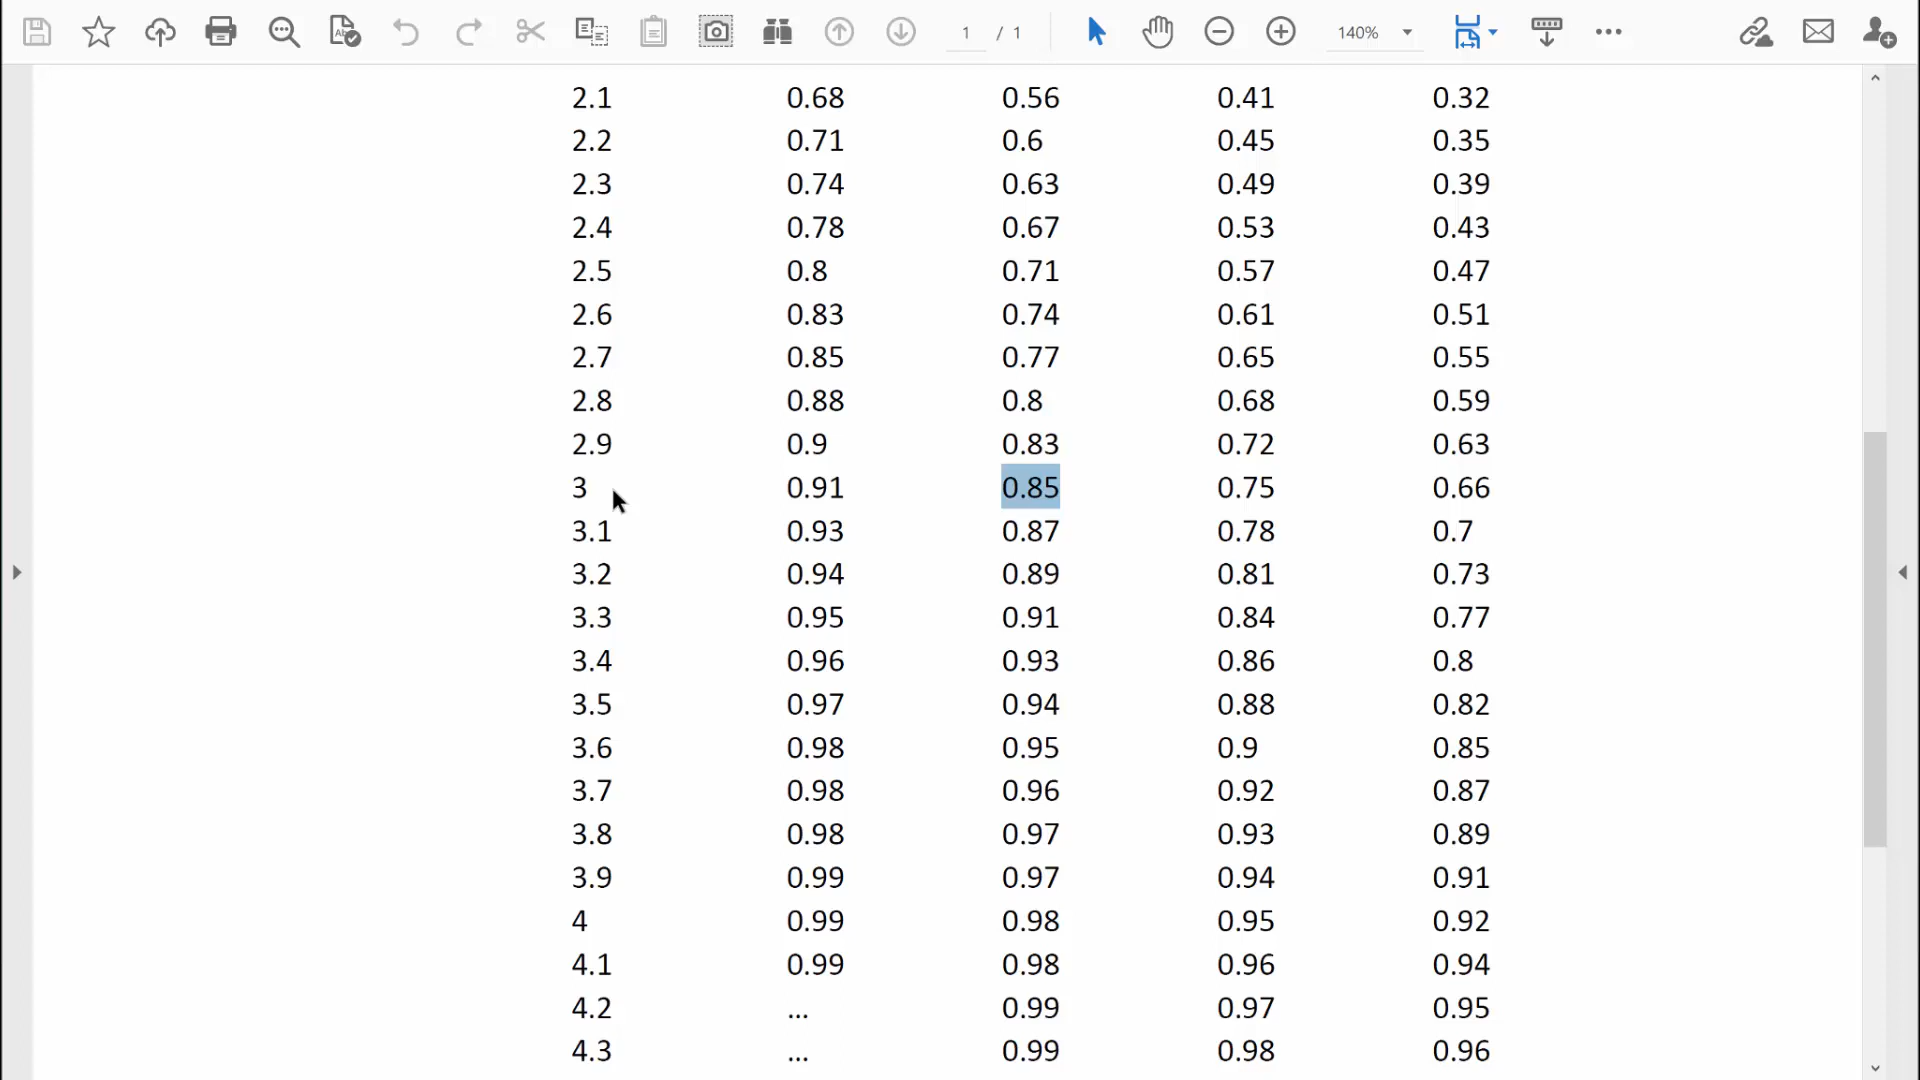 1 / 1 140%
2.1 0.68 0.56 0.41 0.32
2.2 0.71 0.6 0.45 0.35
2.3 0.74 0.63 0.49 0.39
2.4 0.78 0.67 0.53 0.43
2.5 0.8 0.71 0.57 0.47
2.6 0.83 0.74 0.61 0.51
2.7 0.85 0.77 0.65 0.55
2.8 0.88 0.8 0.68 0.59
2.9 0.9 0.83 0.72 0.63
3 0.91 0.85 0.75 0.66
3.1 0.93 0.87 0.78 0.7
3.2 0.94 0.89 0.81 0.73
3.3 0.95 0.91 0.84 0.77
3.4 0.96 0.93 0.86 0.8
3.5 0.97 0.94 0.88 0.82
3.6 0.98 0.95 0.9 0.85
3.7 0.98 0.96 0.92 0.87
3.8 0.98 0.97 0.93 0.89
3.9 0.99 0.97 0.94 0.91
4 0.99 0.98 0.95 0.92
4.1 0.99 0.98 0.96 0.94
4.2 ... 0.99 0.97 0.95
4.3 ... 0.99 0.98 0.96